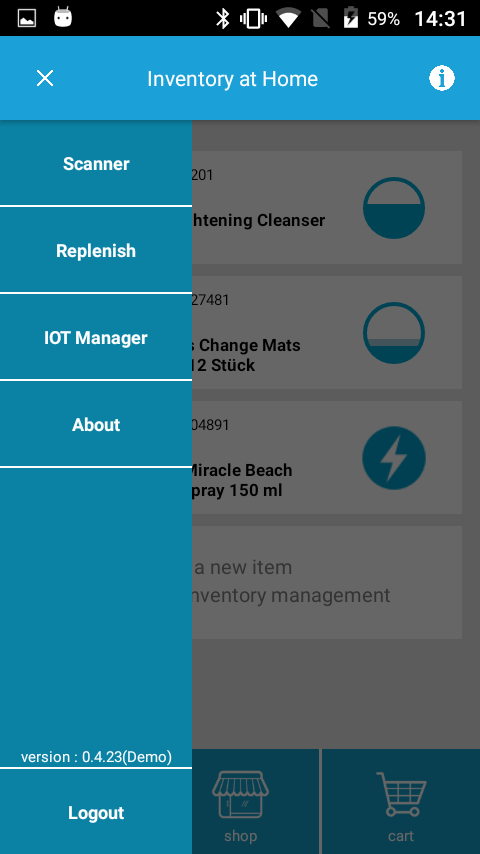 59% 14:31
Inventory at Home
Scanner
Replenish
IOT Manager
About
version : 0.4.23(Demo)
Logout
201
htening Cleanser
27481
Change Mats
12 Stück
04891
Miracle Beach
pray 150 ml
a new item
nventory management
shop
cart